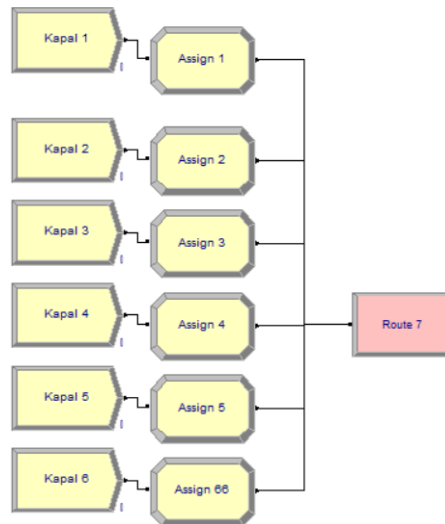 Kapal 1
Assign 1
Kapal 2
Assign 2
Kapal 3
Assign 3
Kapal 4
Assign 4
Route 7
Kapal 5
Assign 5
Kapal 6
Assign 66